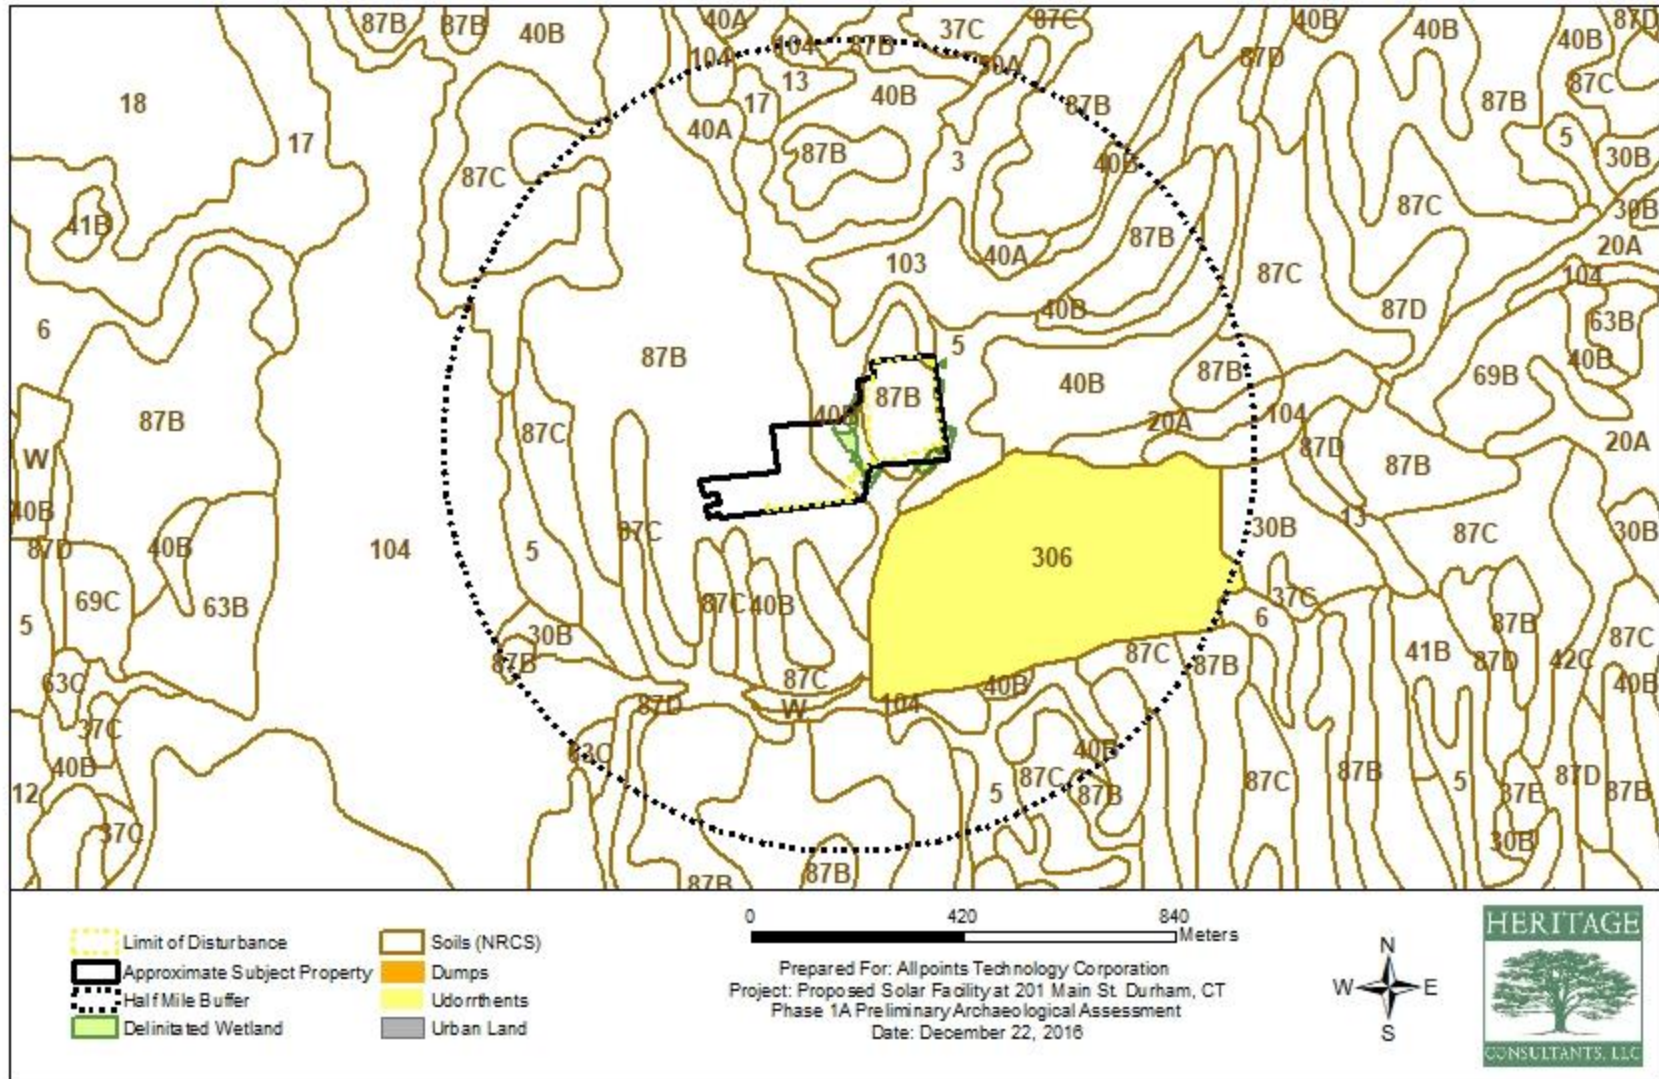 87B 87B 40B 40A 37C 87C 40B 40B 40B 87D
104 104 87B 50A 87D
18 13 40B 87C
17 87B 87B
17 40A 5
87C 87B 3 40B 30B
41B 87C 30B
87B 20A
103 40A 87C 104
6 40B 87D 63B
87B 5 40B
87B 40B 87B 69B
87B 40B 20A 104
W 87C 87D 87B 20A
40B 87C 30B 13 87C 30B
87D 40B 104 5 306
69C 63B 87C 40B 37C
5 30B 6 87B 87C
87B 87C 87B 41B 87D 42C
63C 87C 40B 40B
37C 87D W 104
40B 63C 40B
12 87C 87C 87B 87D
5 87B 5 37E 87B
37C 30B
87B 87B
0 420 840
Meters
Limit of Disturbance
Approximate Subject Property
Half Mile Buffer
Delinitated Wetland
Soils (NRCS)
Dumps
Udorrthents
Urban Land
Prepared For: Allpoints Technology Corporation
Project: Proposed Solar Facility at 201 Main St. Durham, CT
Phase 1A Preliminary Archaeological Assessment
Date: December 22, 2016
N
W E
S
HERITAGE
CONSULTANTS, LLC